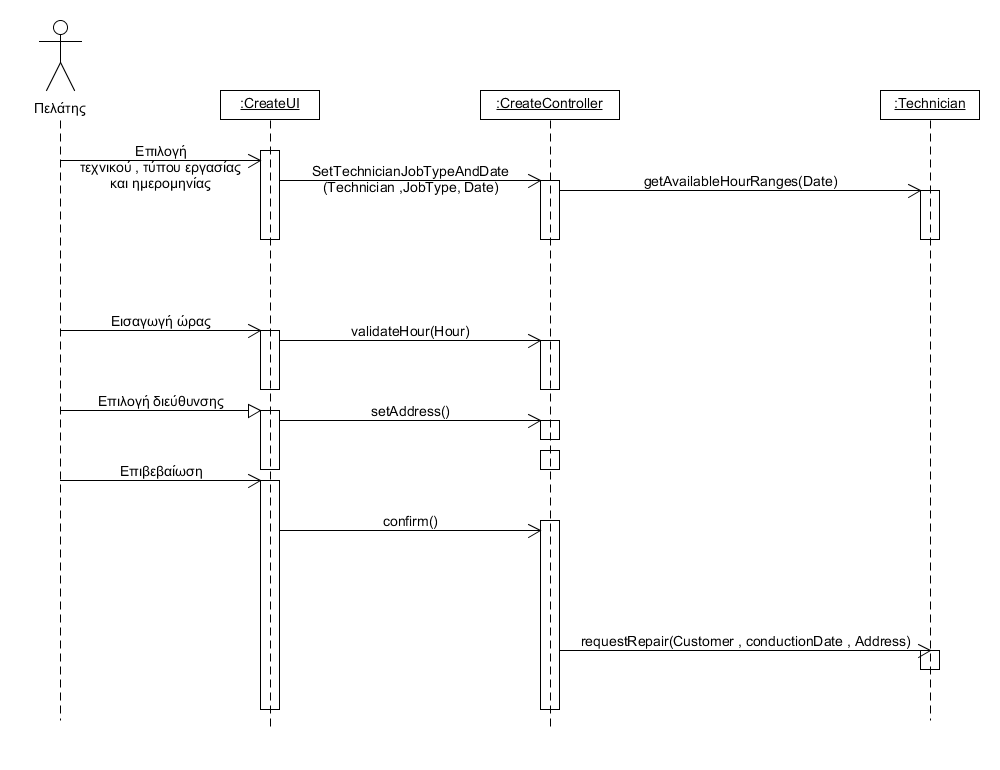 Πελάτης
:CreateUI
:CreateController
:Technician
Επιλογή
τεχνικού , τύπου εργασίας
και ημερομηνίας
SetTechnicianJobTypeAndDate
(Technician ,JobType, Date)
getAvailableHourRanges(Date)
Εισαγωγή ώρας
validateHour(Hour)
Επιλογή διεύθυνσης
setAddress()
Επιβεβαίωση
confirm()
requestRepair(Customer , conductionDate , Address)